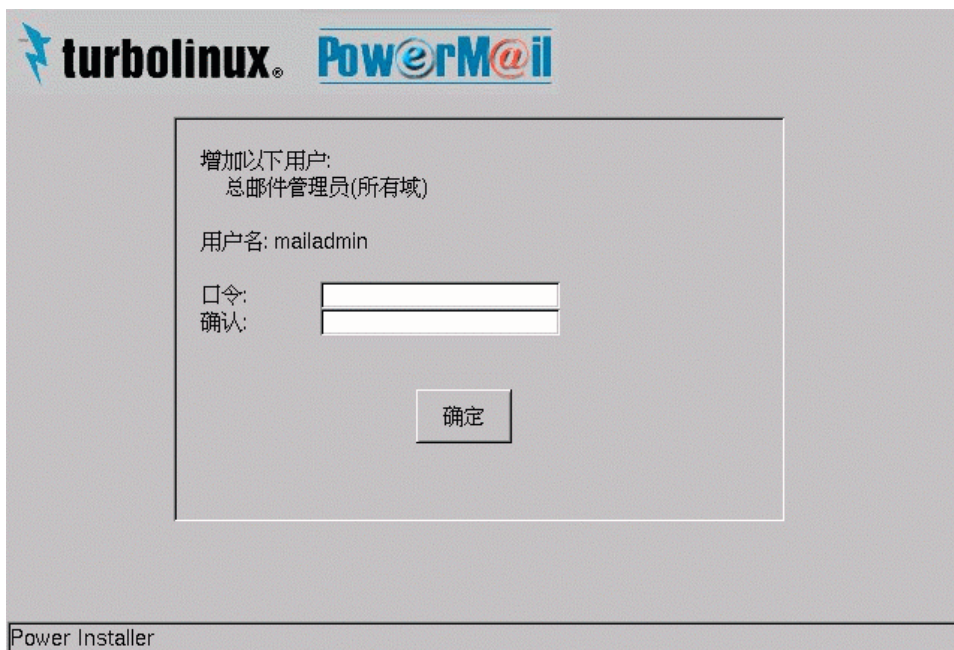 turbolinux® PowerM@il
增加以下用户:
总邮件管理员(所有域)
用户名: mailadmin
口令:
确认:
确定
Power Installer